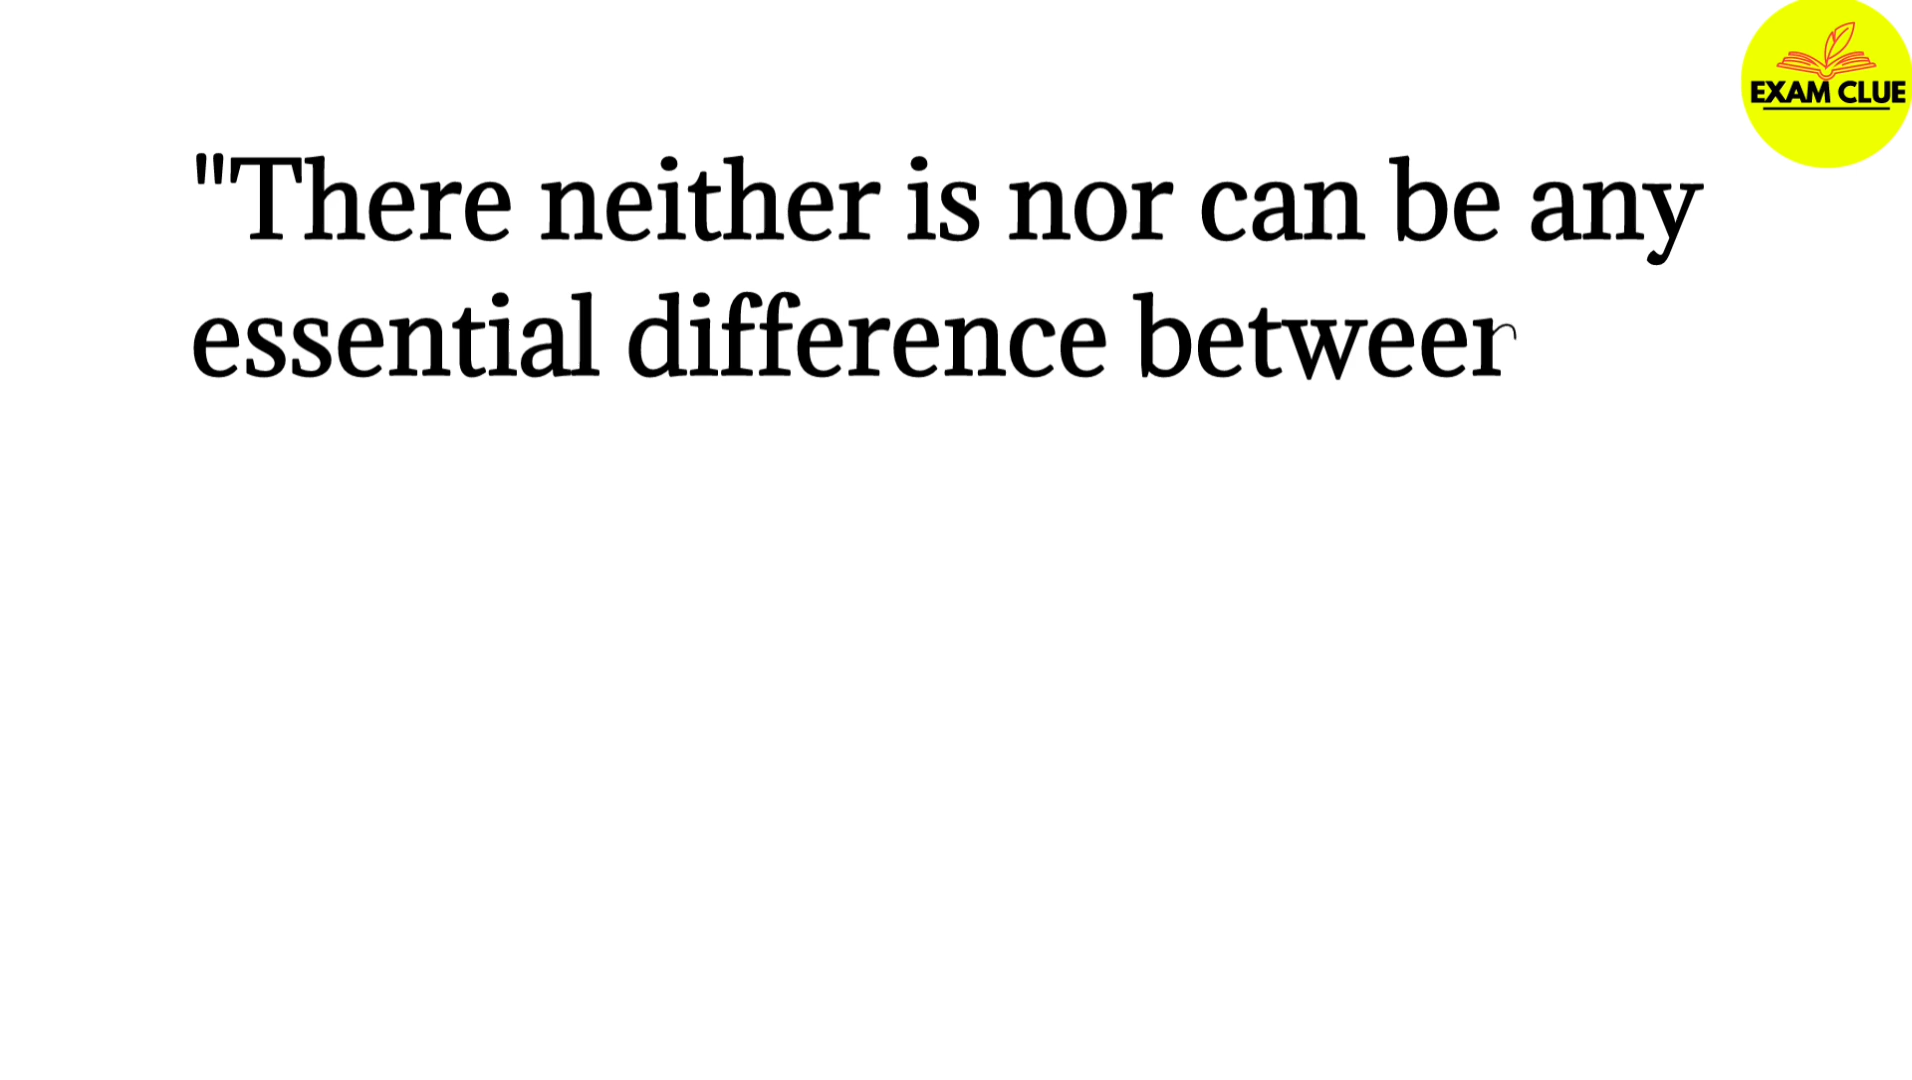 EXAM CLUE
"There neither is nor can be any
essential difference between